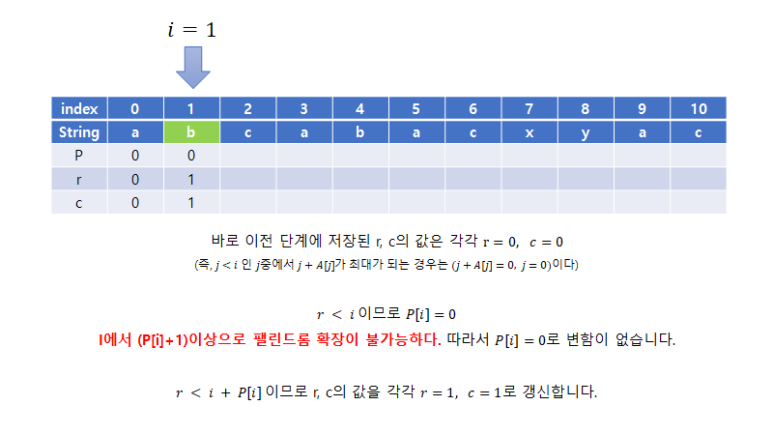 i = 1
index 0 1 2 3 4 5 6 7 8 9 10
String a b c a b a c x y a c
P 0 0
r 0 1
c 0 1
바로 이전 단계에 저장된 r, c의 값은 각각 r = 0, c = 0
(즉, j < i 인 j중에서 j + A[j]가 최대가 되는 경우는 (j + A[j] = 0, j = 0)이다)
r < i 이므로 P[i] = 0
I에서 (P[i]+1)이상으로 팰린드롬 확장이 불가능하다. 따라서 P[i] = 0로 변함이 없습니다.
r < i + P[i] 이므로 r, c의 값을 각각 r = 1, c = 1로 갱신합니다.